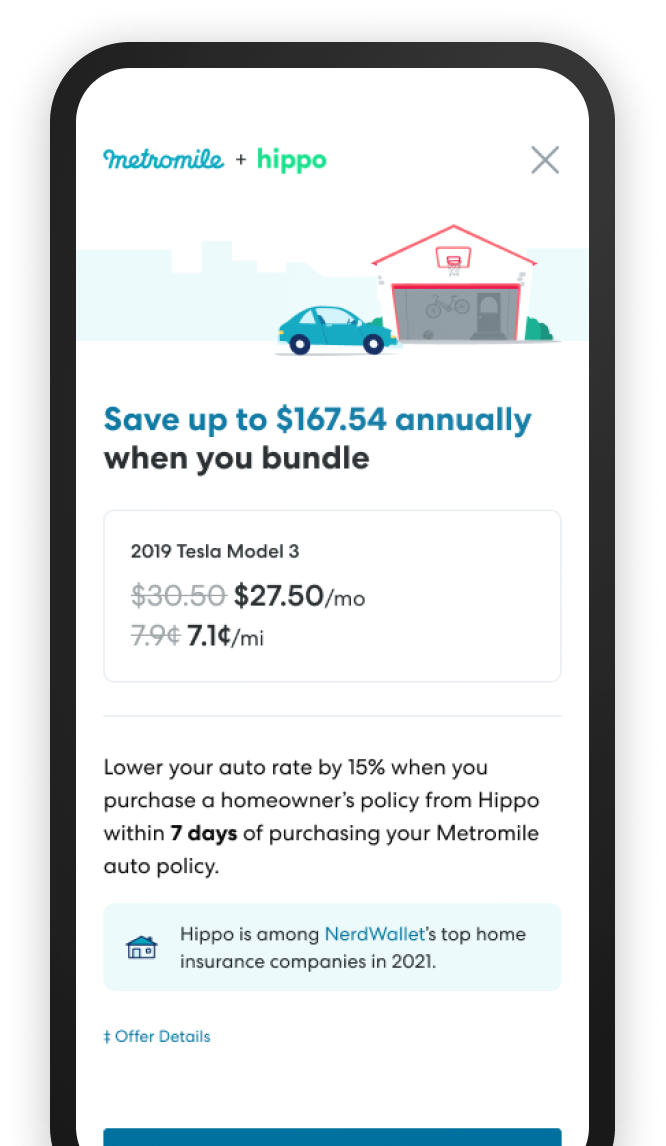 metromile + hippo
Save up to $167.54 annually
when you bundle
2019 Tesla Model 3
$30.50 $27.50/mo
7.9¢ 7.1¢/mi
Lower your auto rate by 15% when you
purchase a homeowner's policy from Hippo
within 7 days of purchasing your Metromile
auto policy.
Hippo is among NerdWallet's top home
insurance companies in 2021.
‡ Offer Details